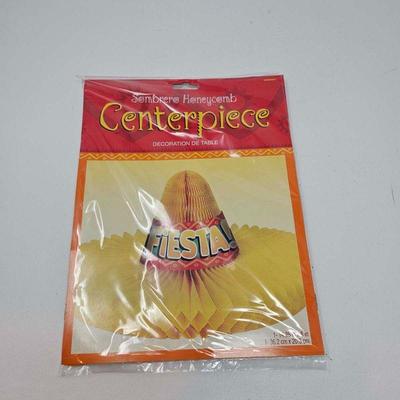 Sombrero Honeycomb
Centerpiece
DECORATION DE TABLE
FIESTA!